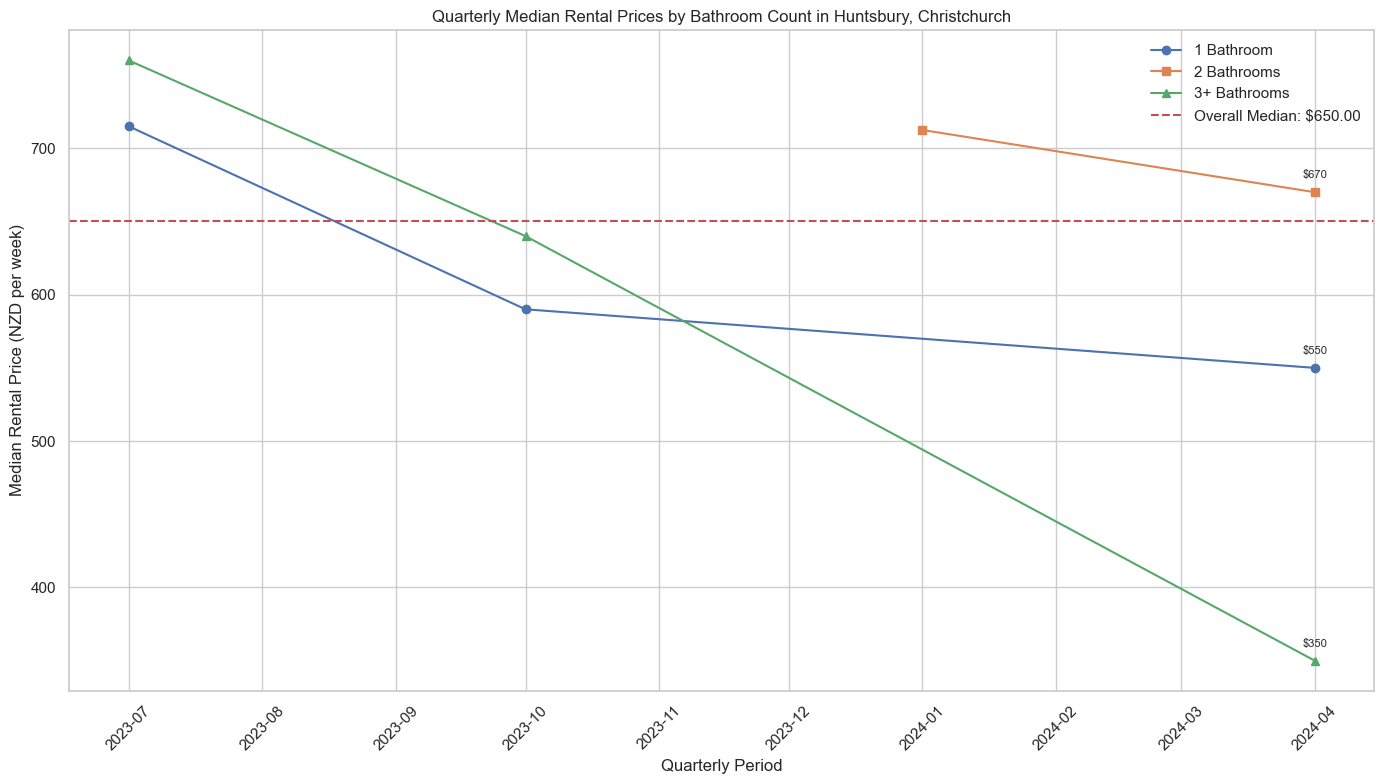 Quarterly Median Rental Prices by Bathroom Count in Huntsbury, Christchurch
1 Bathroom
2 Bathrooms
3+ Bathrooms
Overall Median: $650.00
Median Rental Price (NZD per week)
700
600
500
400
$670
$550
$350
2023-07
2023-08
2023-09
2023-10
2023-11
2023-12
2024-01
2024-02
2024-03
2024-04
Quarterly Period